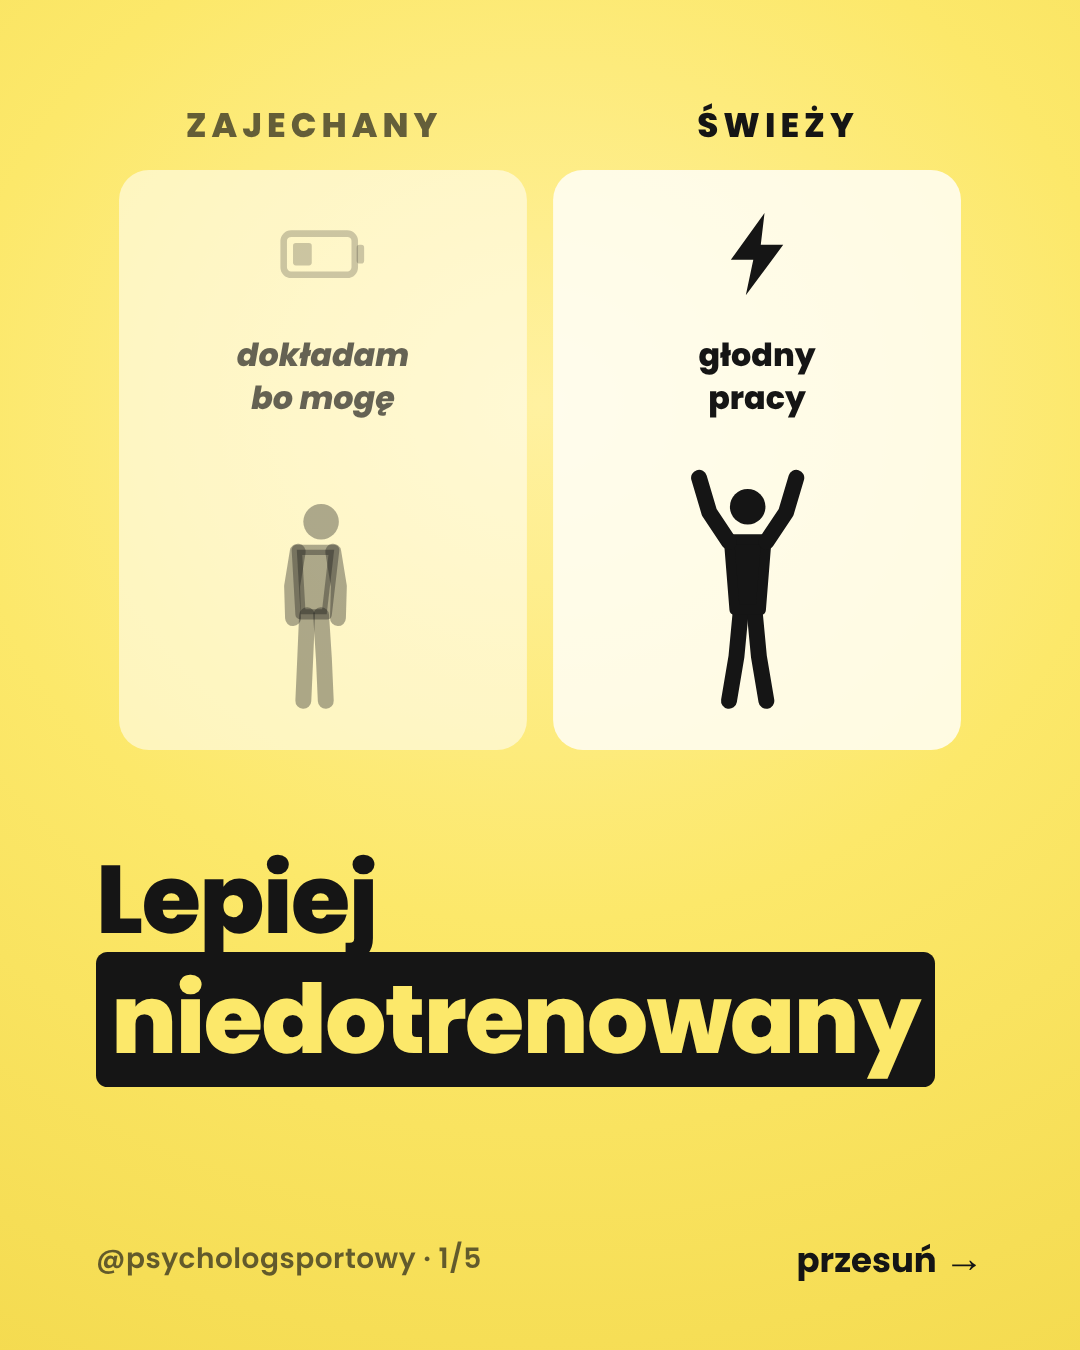 ZAJECHANY
ŚWIEŻY
dokładam
bo mogę
głodny
pracy
Lepiej
niedotrenowany
@psychologsportowy · 1/5
przesuń →